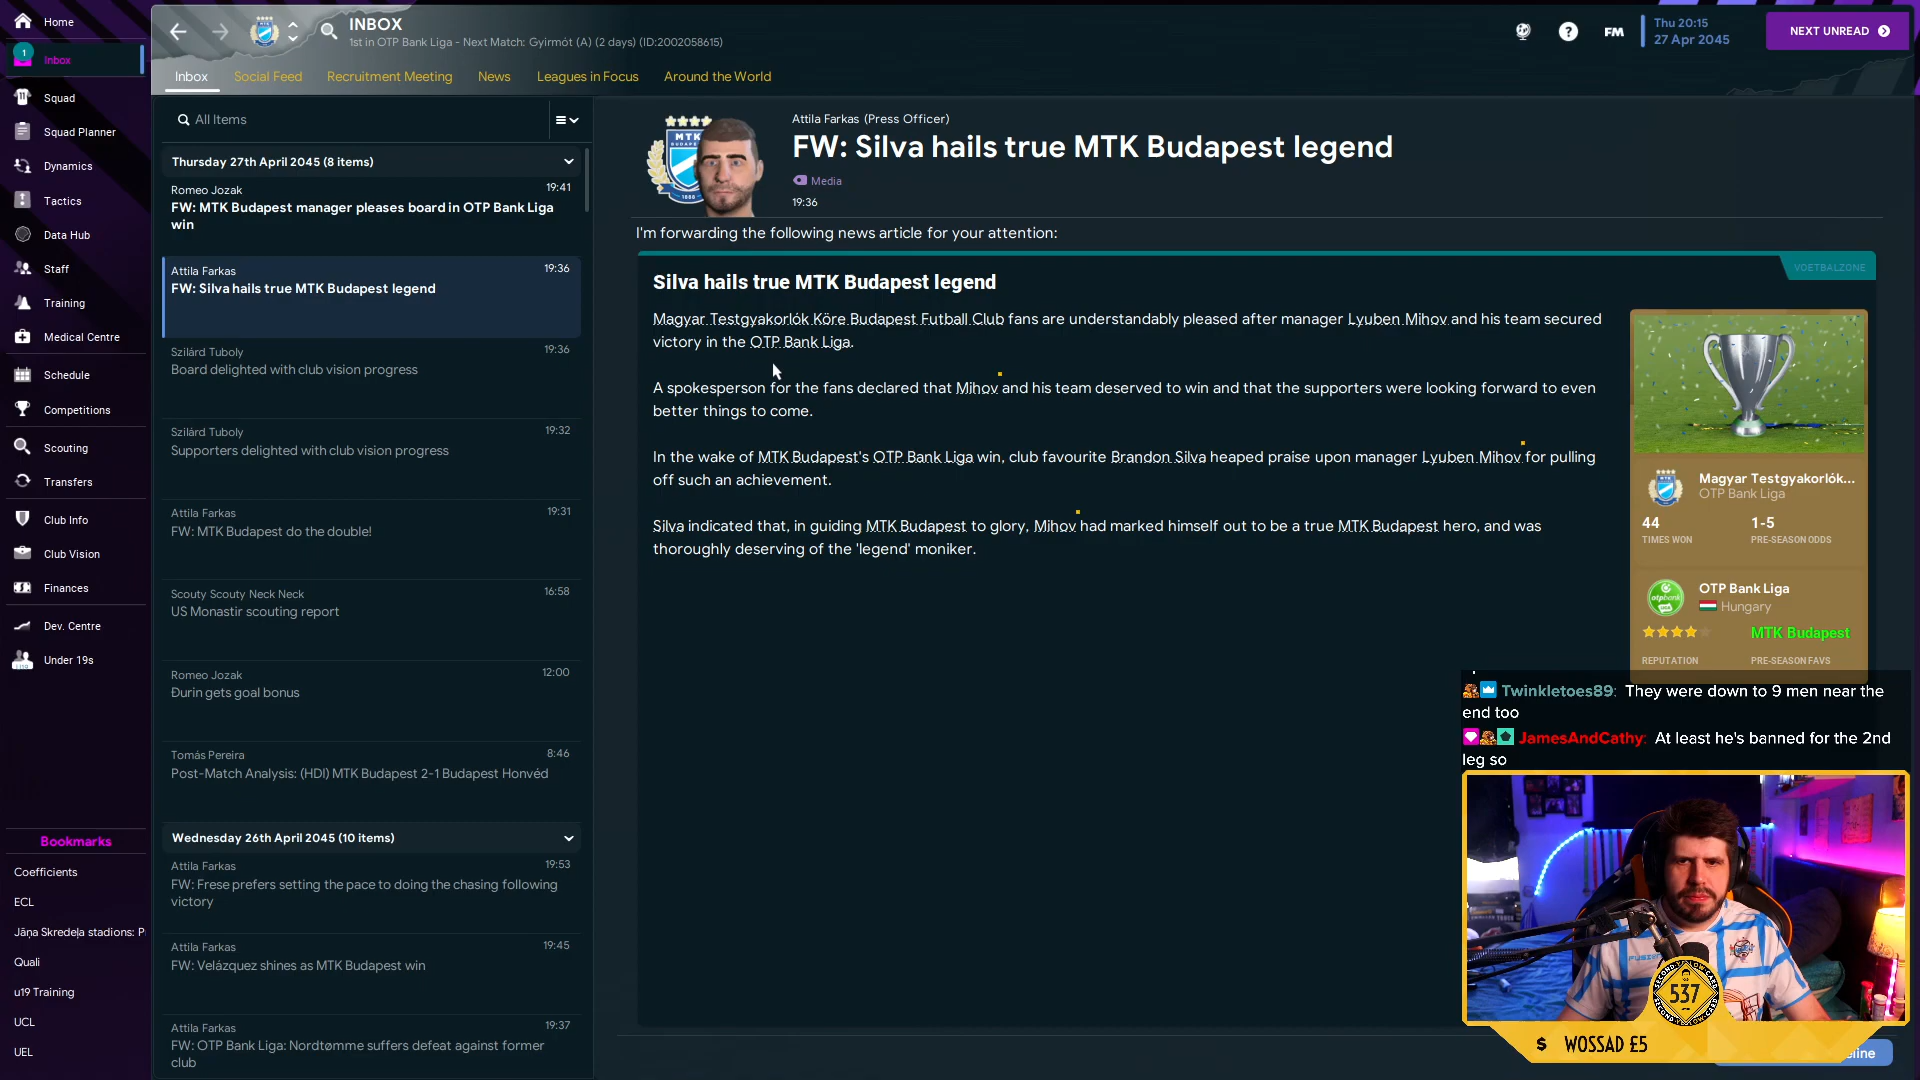 Home
1
Inbox
Squad
Squad Planner
Dynamics
Tactics
Data Hub
Staff
Training
Medical Centre
Schedule
Competitions
Scouting
Transfers
Club Info
Club Vision
Finances
Dev. Centre
Under 19s
Bookmarks
Coefficients
ECL
Jāņa Skredeļa stadions: P
Quali
u19 Training
UCL
UEL
INBOX
1st in OTP Bank Liga - Next Match: Gyirmót (A) (2 days) (ID:2002058615)
FM
Thu 20:15
27 Apr 2045
NEXT UNREAD
Inbox Social Feed Recruitment Meeting News Leagues in Focus Around the World
All Items
Thursday 27th April 2045 (8 items)
Romeo Jozak 19:41
FW: MTK Budapest manager pleases board in OTP Bank Liga
win
Attila Farkas 19:36
FW: Silva hails true MTK Budapest legend
Szilárd Tuboly 19:36
Board delighted with club vision progress
Szilárd Tuboly 19:32
Supporters delighted with club vision progress
Attila Farkas 19:31
FW: MTK Budapest do the double!
Scouty Scouty Neck Neck 16:58
US Monastir scouting report
Romeo Jozak 12:00
Đurin gets goal bonus
Tomás Pereira 8:46
Post-Match Analysis: (HDI) MTK Budapest 2-1 Budapest Honvéd
Wednesday 26th April 2045 (10 items)
Attila Farkas 19:53
FW: Frese prefers setting the pace to doing the chasing following
victory
Attila Farkas 19:45
FW: Velázquez shines as MTK Budapest win
Attila Farkas 19:37
FW: OTP Bank Liga: Nordtømme suffers defeat against former
club
MTK
Attila Farkas (Press Officer)
FW: Silva hails true MTK Budapest legend
Media
19:36
I'm forwarding the following news article for your attention:
VOETBALZONE
Silva hails true MTK Budapest legend
Magyar Testgyakorlók Köre Budapest Futball Club fans are understandably pleased after manager Lyuben Mihov and his team secured
victory in the OTP Bank Liga.
A spokesperson for the fans declared that Mihov and his team deserved to win and that the supporters were looking forward to even
better things to come.
In the wake of MTK Budapest's OTP Bank Liga win, club favourite Brandon Silva heaped praise upon manager Lyuben Mihov for pulling
off such an achievement.
Silva indicated that, in guiding MTK Budapest to glory, Mihov had marked himself out to be a true MTK Budapest hero, and was
thoroughly deserving of the 'legend' moniker.
Magyar Testgyakorlók...
OTP Bank Liga
44 1-5
TIMES WON PRE-SEASON ODDS
otpbank
OTP Bank Liga
Hungary
MTK Budapest
REPUTATION PRE-SEASON FAVS
Twinkletoes89: They were down to 9 men near the
end too
JamesAndCathy: At least he's banned for the 2nd
leg so
SECOND YELLOW CARD
537
$ WOSSAD £5